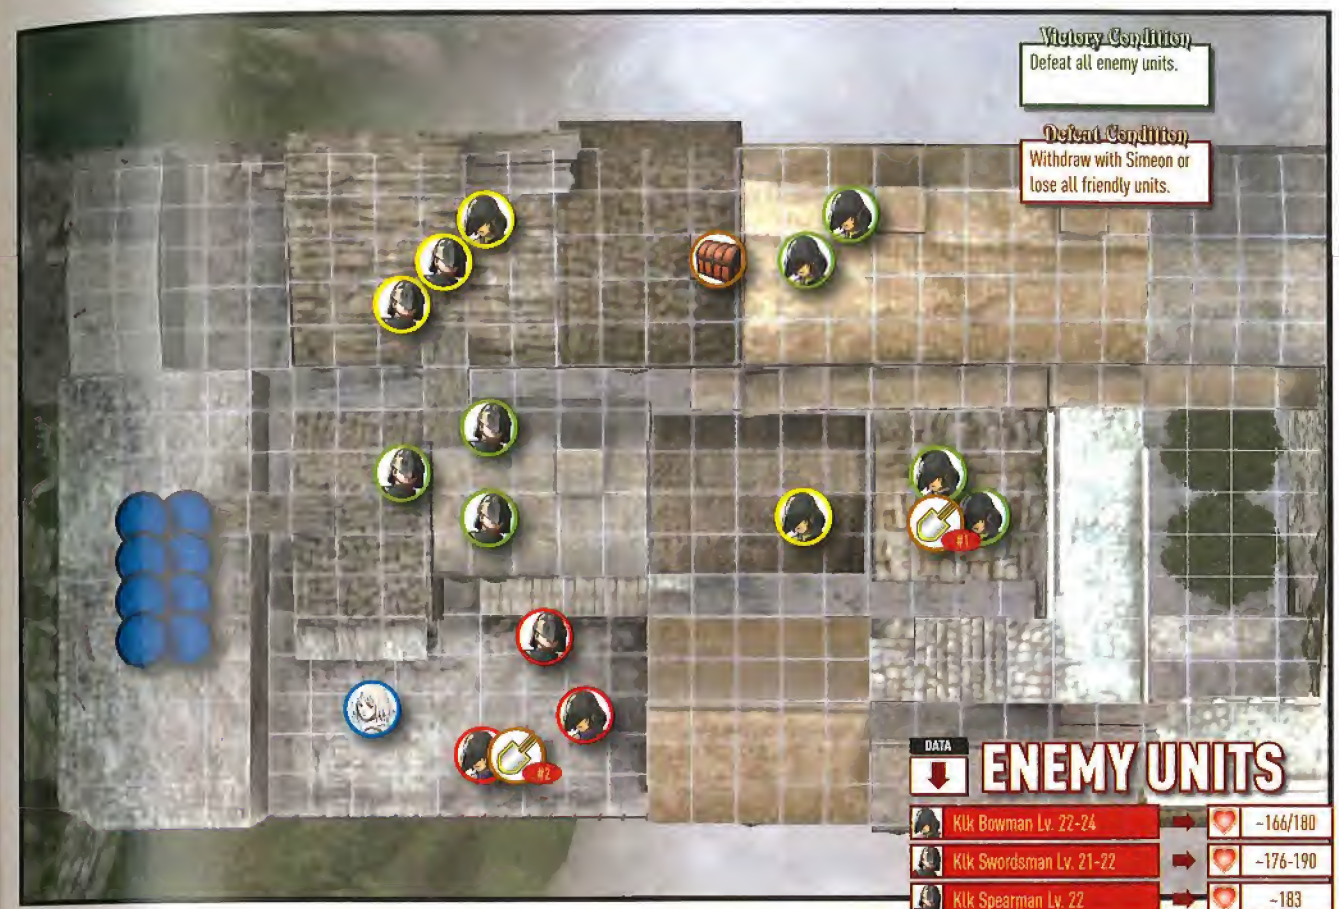 Victory Condition
Defeat all enemy units.
Defeat Condition
Withdraw with Simeon or
lose all friendly units.
#1
#2
DATA
ENEMY UNITS
Klk Bowman Lv. 22-24
~166/180
Klk Swordsman Lv. 21-22
~176-190
Klk Spearman Lv. 22
~183